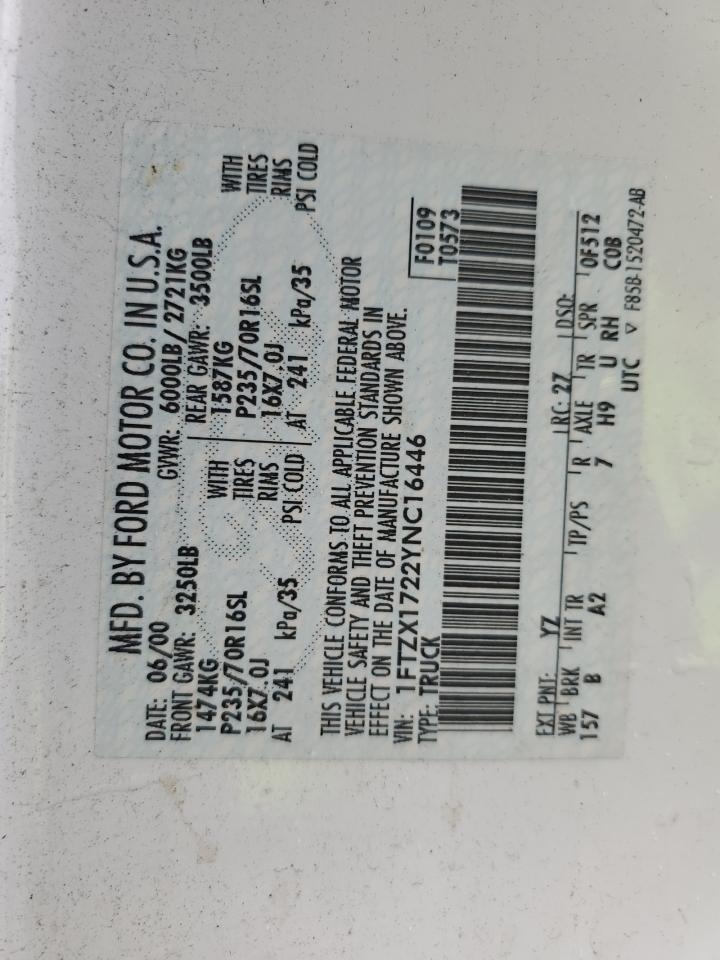 MFD. BY FORD MOTOR CO. IN U.S.A.
DATE: 06/00 GVWR: 6000LB/ 2721KG
FRONT GAWR: 3250LB REAR GAWR: 3500LB
1474KG WITH 1587KG WITH
P235/70R16SL TIRES P235/70R16SL TIRES
16X7.0J RIMS 16X7.0J RIMS
AT 241 kPa/35 PSI COLD AT 241 kPa/35 PSI COLD
THIS VEHICLE CONFORMS TO ALL APPLICABLE FEDERAL MOTOR
VEHICLE SAFETY AND THEFT PREVENTION STANDARDS IN
EFFECT ON THE DATE OF MANUFACTURE SHOWN ABOVE.
VIN: 1FTZX1722YNC16446 F0109
TYPE: TRUCK T0573
EXT PNT: YZ RC: 27 DSO:
WB BRK INT TR TP/PS R AXLE TR SPR 0F512
157 B A2 7 H9 U RH C0B
UTC ▽ F85B-1520472-AB